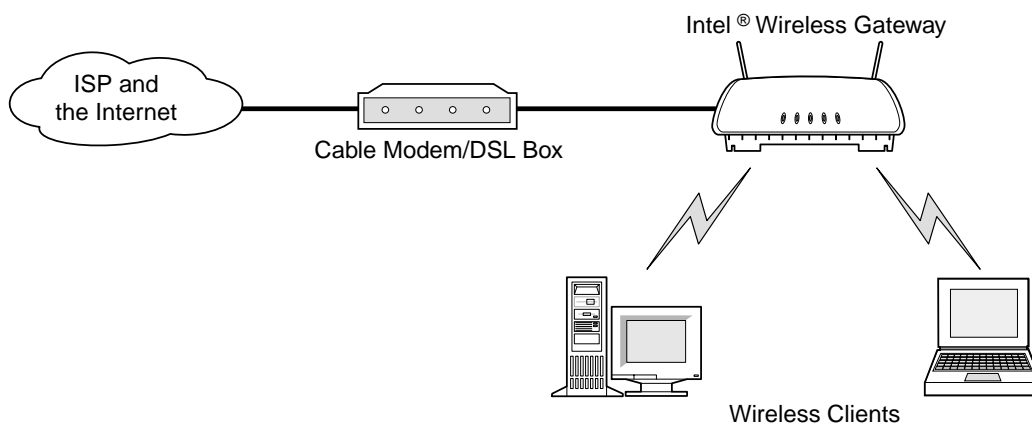 Intel ® Wireless Gateway
ISP and
the Internet
Cable Modem/DSL Box
Wireless Clients